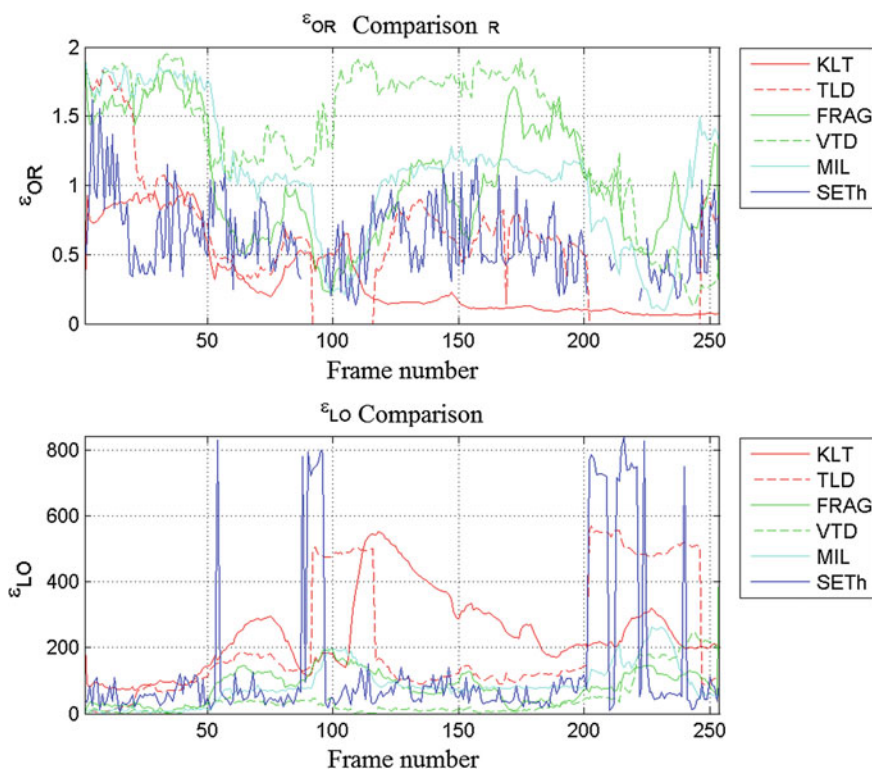 εOR Comparison R
2
1.5
1
0.5
0
εOR
50 100 150 200 250
Frame number
KLT
TLD
FRAG
VTD
MIL
SETh
εLO Comparison
800
600
400
200
0
εLO
50 100 150 200 250
Frame number
KLT
TLD
FRAG
VTD
MIL
SETh